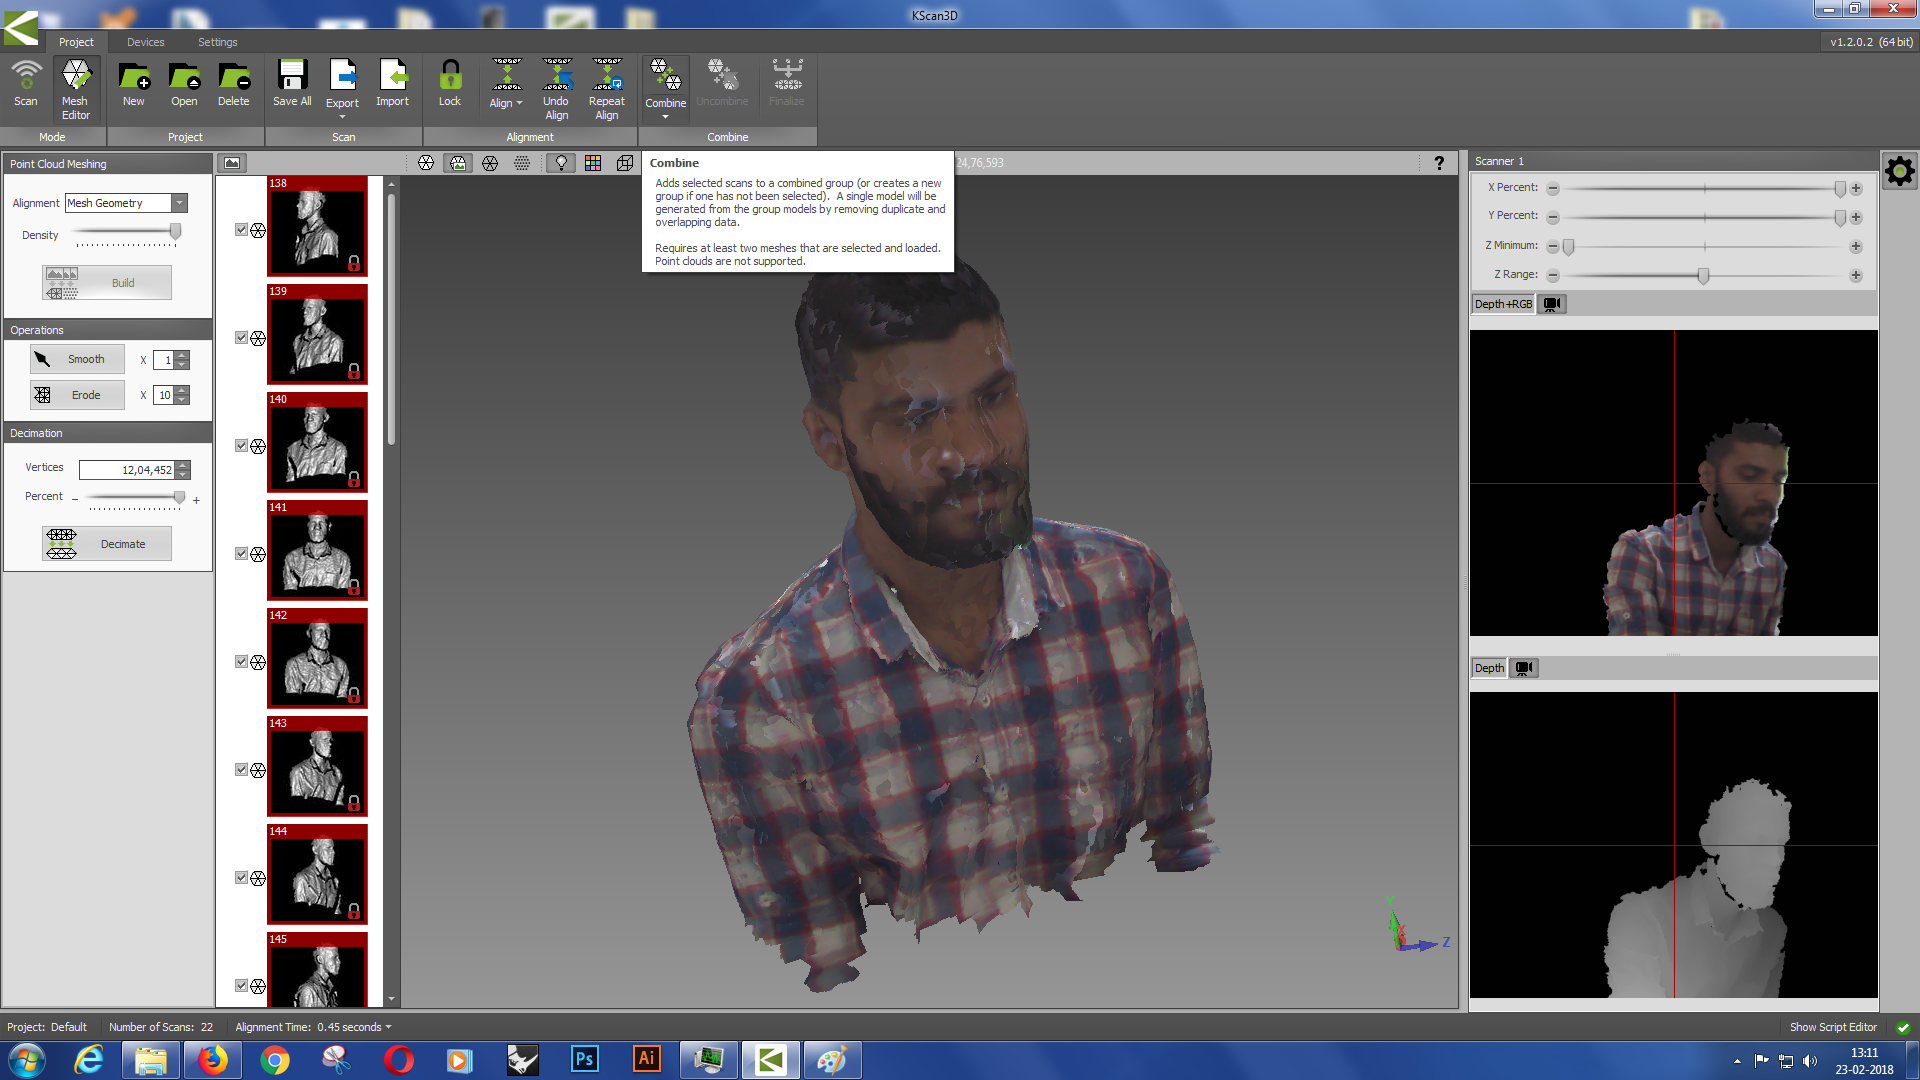 KScan3D
Project
Devices
Settings
v1.2.0.2 (64 bit)
Scan
Mesh Editor
New
Open
Delete
Save All
Export
Import
Lock
Align
Undo Align
Repeat Align
Combine
Uncombine
Finalize
Mode
Project
Scan
Alignment
Combine
Point Cloud Meshing
Alignment
Mesh Geometry
Density
Build
Operations
Smooth
X
1
Erode
X
10
Decimation
Vertices
12,04,452
Percent
-
+
Decimate
138
139
140
141
142
143
144
145
24,76,593
?
Combine
Adds selected scans to a combined group (or creates a new
group if one has not been selected). A single model will be
generated from the group models by removing duplicate and
overlapping data.
Requires at least two meshes that are selected and loaded.
Point clouds are not supported.
Y
X
Z
Scanner 1
X Percent:
Y Percent:
Z Minimum:
Z Range:
Depth+RGB
Depth
Project: Default
Number of Scans: 22
Alignment Time: 0.45 seconds
Show Script Editor
Ps
Ai
13:11
23-02-2018